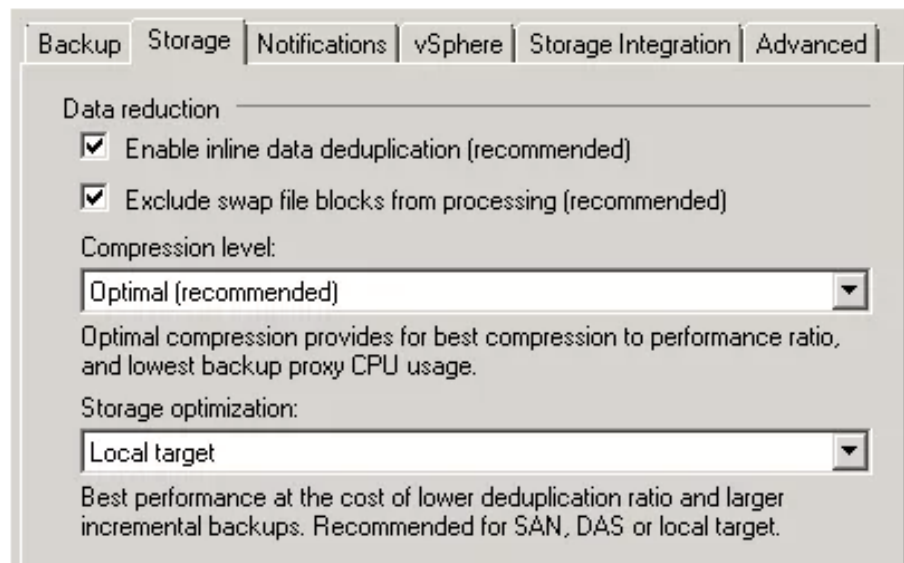 Backup Storage Notifications vSphere Storage Integration Advanced
Data reduction
Enable inline data deduplication (recommended)
Exclude swap file blocks from processing (recommended)
Compression level:
Optimal (recommended)
Optimal compression provides for best compression to performance ratio,
and lowest backup proxy CPU usage.
Storage optimization:
Local target
Best performance at the cost of lower deduplication ratio and larger
incremental backups. Recommended for SAN, DAS or local target.